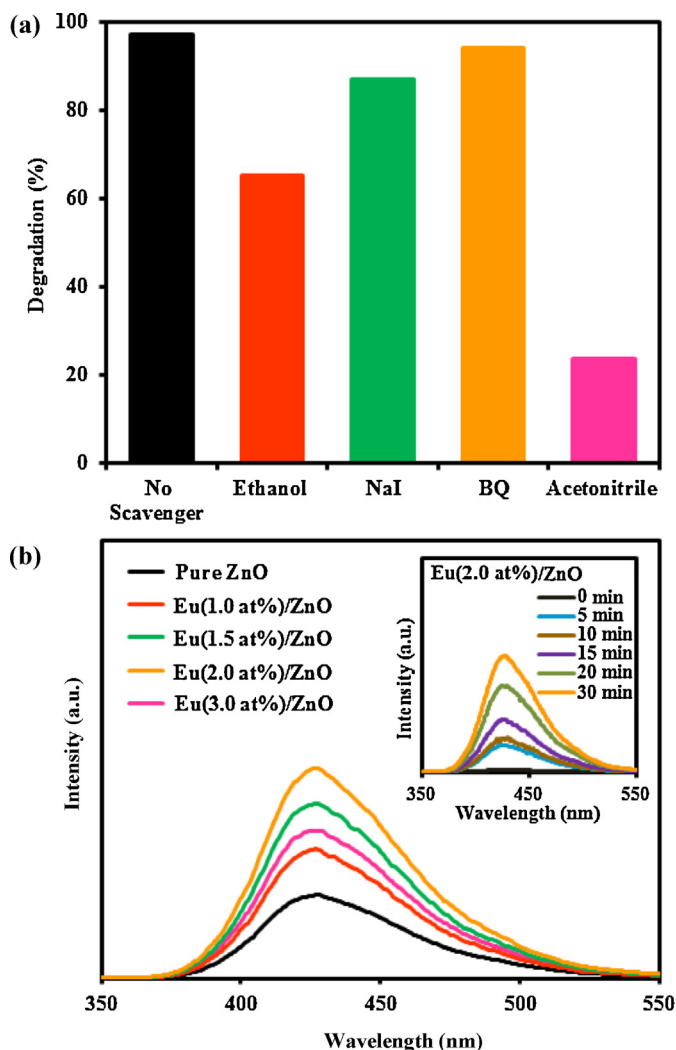 (a)
100
80
60
40
20
0
Degradation (%)
No Scavenger
Ethanol
NaI
BQ
Acetonitrile
(b)
Pure ZnO
Eu(1.0 at%)/ZnO
Eu(1.5 at%)/ZnO
Eu(2.0 at%)/ZnO
Eu(3.0 at%)/ZnO
Intensity (a.u.)
Eu(2.0 at%)/ZnO
0 min
5 min
10 min
15 min
20 min
30 min
Intensity (a.u.)
350 450 550
Wavelength (nm)
350 400 450 500 550
Wavelength (nm)